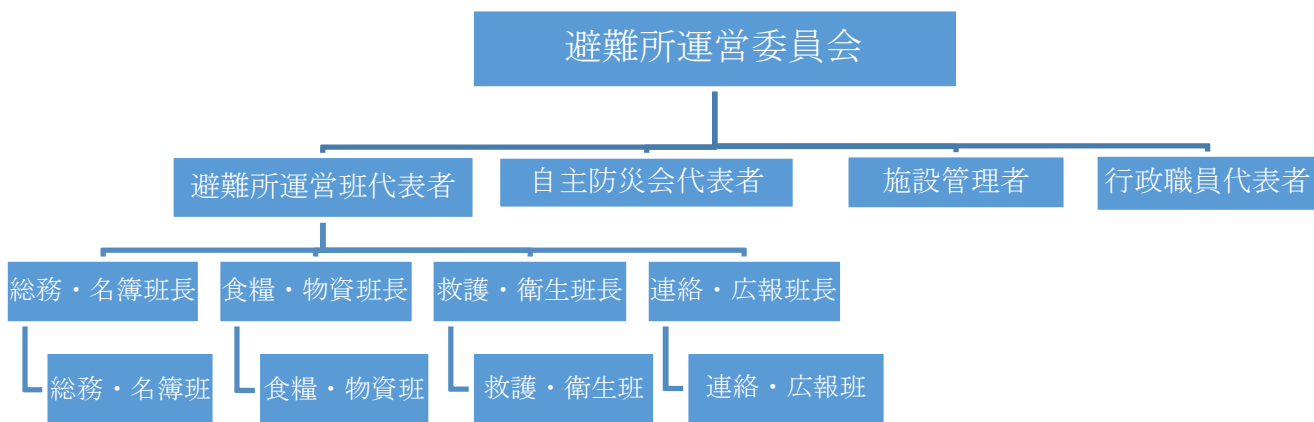 避難所運営委員会
避難所運営班代表者
自主防災会代表者
施設管理者
行政職員代表者
総務・名簿班長
食糧・物資班長
救護・衛生班長
連絡・広報班長
総務・名簿班
食糧・物資班
救護・衛生班
連絡・広報班